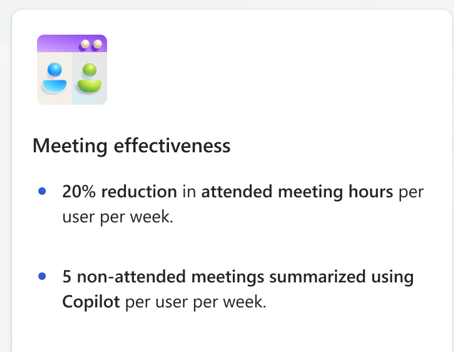 Meeting effectiveness
20% reduction in attended meeting hours per
user per week.
5 non-attended meetings summarized using
Copilot per user per week.